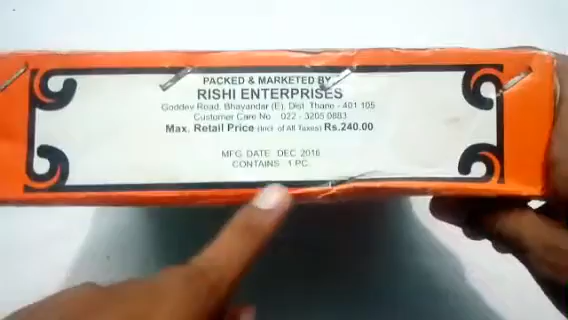 PACKED & MARKETED BY
RISHI ENTERPRISES
Goddev Road, Bhayandar (E), Dist Thane - 401 105
Customer Care No 022 - 3205 0883
Max. Retail Price (Incl. of All Taxes) Rs.240.00
MFG DATE DEC 2016
CONTAINS 1 PC.